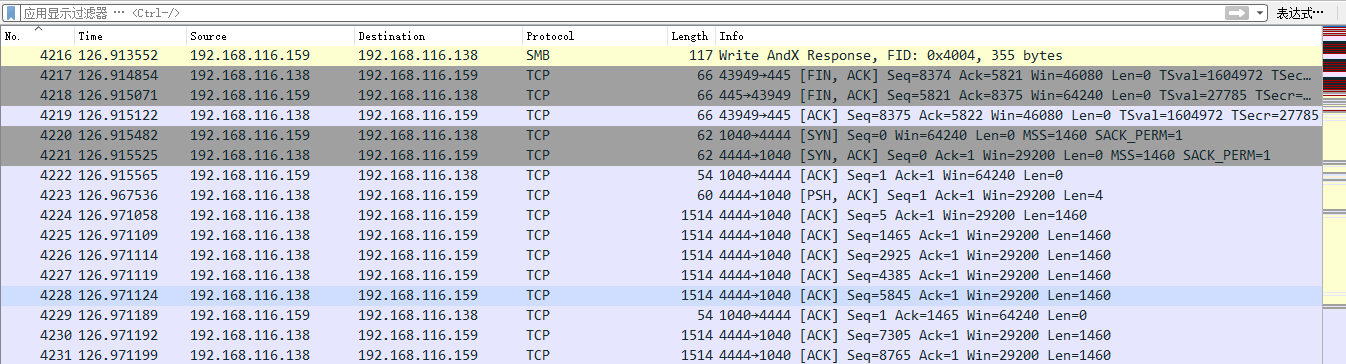 应用显示过滤器 … <Ctrl-/> 表达式…
No. Time Source Destination Protocol Length Info
4216 126.913552 192.168.116.159 192.168.116.138 SMB 117 Write AndX Response, FID: 0x4004, 355 bytes
4217 126.914854 192.168.116.138 192.168.116.159 TCP 66 43949→445 [FIN, ACK] Seq=8374 Ack=5821 Win=46080 Len=0 TSval=1604972 TSec…
4218 126.915071 192.168.116.159 192.168.116.138 TCP 66 445→43949 [FIN, ACK] Seq=5821 Ack=8375 Win=64240 Len=0 TSval=27785 TSecr=…
4219 126.915122 192.168.116.138 192.168.116.159 TCP 66 43949→445 [ACK] Seq=8375 Ack=5822 Win=46080 Len=0 TSval=1604972 TSecr=27785
4220 126.915482 192.168.116.159 192.168.116.138 TCP 62 1040→4444 [SYN] Seq=0 Win=64240 Len=0 MSS=1460 SACK_PERM=1
4221 126.915525 192.168.116.138 192.168.116.159 TCP 62 4444→1040 [SYN, ACK] Seq=0 Ack=1 Win=29200 Len=0 MSS=1460 SACK_PERM=1
4222 126.915565 192.168.116.159 192.168.116.138 TCP 54 1040→4444 [ACK] Seq=1 Ack=1 Win=64240 Len=0
4223 126.967536 192.168.116.138 192.168.116.159 TCP 60 4444→1040 [PSH, ACK] Seq=1 Ack=1 Win=29200 Len=4
4224 126.971058 192.168.116.138 192.168.116.159 TCP 1514 4444→1040 [ACK] Seq=5 Ack=1 Win=29200 Len=1460
4225 126.971109 192.168.116.138 192.168.116.159 TCP 1514 4444→1040 [ACK] Seq=1465 Ack=1 Win=29200 Len=1460
4226 126.971114 192.168.116.138 192.168.116.159 TCP 1514 4444→1040 [ACK] Seq=2925 Ack=1 Win=29200 Len=1460
4227 126.971119 192.168.116.138 192.168.116.159 TCP 1514 4444→1040 [ACK] Seq=4385 Ack=1 Win=29200 Len=1460
4228 126.971124 192.168.116.138 192.168.116.159 TCP 1514 4444→1040 [ACK] Seq=5845 Ack=1 Win=29200 Len=1460
4229 126.971189 192.168.116.159 192.168.116.138 TCP 54 1040→4444 [ACK] Seq=1 Ack=1465 Win=64240 Len=0
4230 126.971192 192.168.116.138 192.168.116.159 TCP 1514 4444→1040 [ACK] Seq=7305 Ack=1 Win=29200 Len=1460
4231 126.971199 192.168.116.138 192.168.116.159 TCP 1514 4444→1040 [ACK] Seq=8765 Ack=1 Win=29200 Len=1460